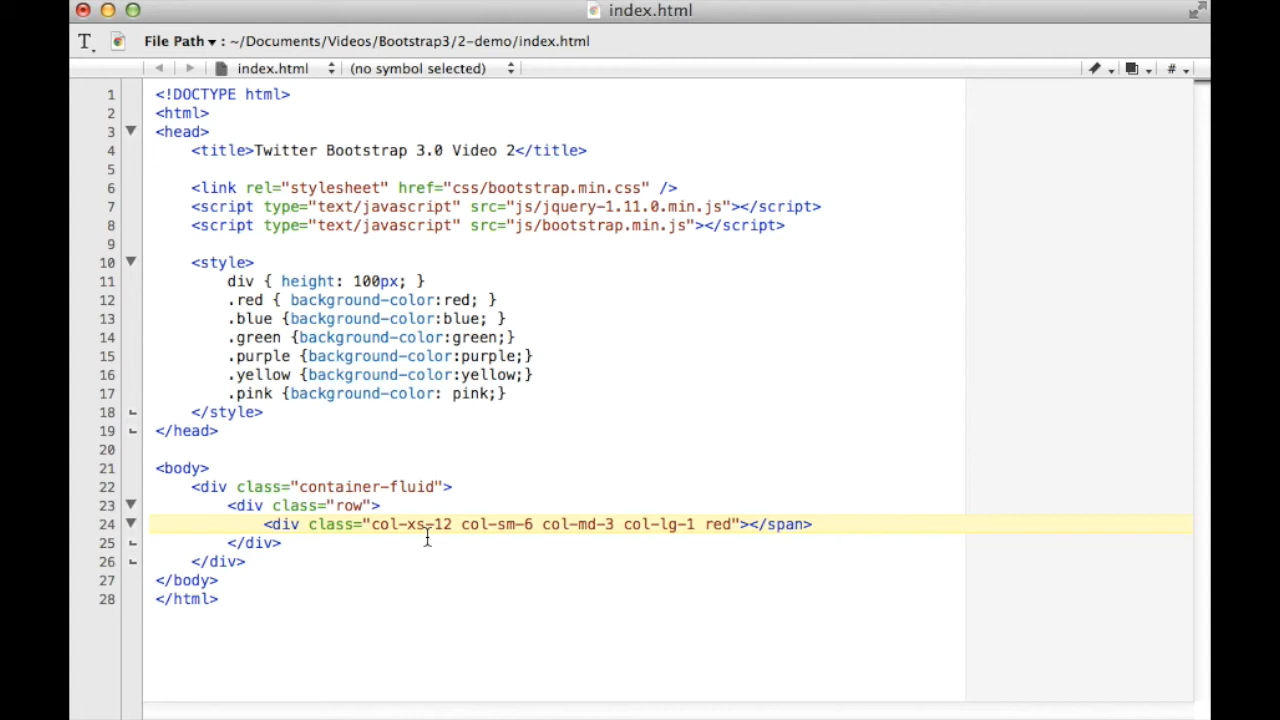 index.html
File Path : ~/Documents/Videos/Bootstrap3/2-demo/index.html
index.html (no symbol selected) #
1 <!DOCTYPE html>
2 <html>
3 <head>
4 <title>Twitter Bootstrap 3.0 Video 2</title>
5
6 <link rel="stylesheet" href="css/bootstrap.min.css" />
7 <script type="text/javascript" src="js/jquery-1.11.0.min.js"></script>
8 <script type="text/javascript" src="js/bootstrap.min.js"></script>
9
10 <style>
11 div { height: 100px; }
12 .red { background-color:red; }
13 .blue {background-color:blue; }
14 .green {background-color:green;}
15 .purple {background-color:purple;}
16 .yellow {background-color:yellow;}
17 .pink {background-color: pink;}
18 </style>
19 </head>
20
21 <body>
22 <div class="container-fluid">
23 <div class="row">
24 <div class="col-xs-12 col-sm-6 col-md-3 col-lg-1 red"></span>
25 </div>
26 </div>
27 </body>
28 </html>